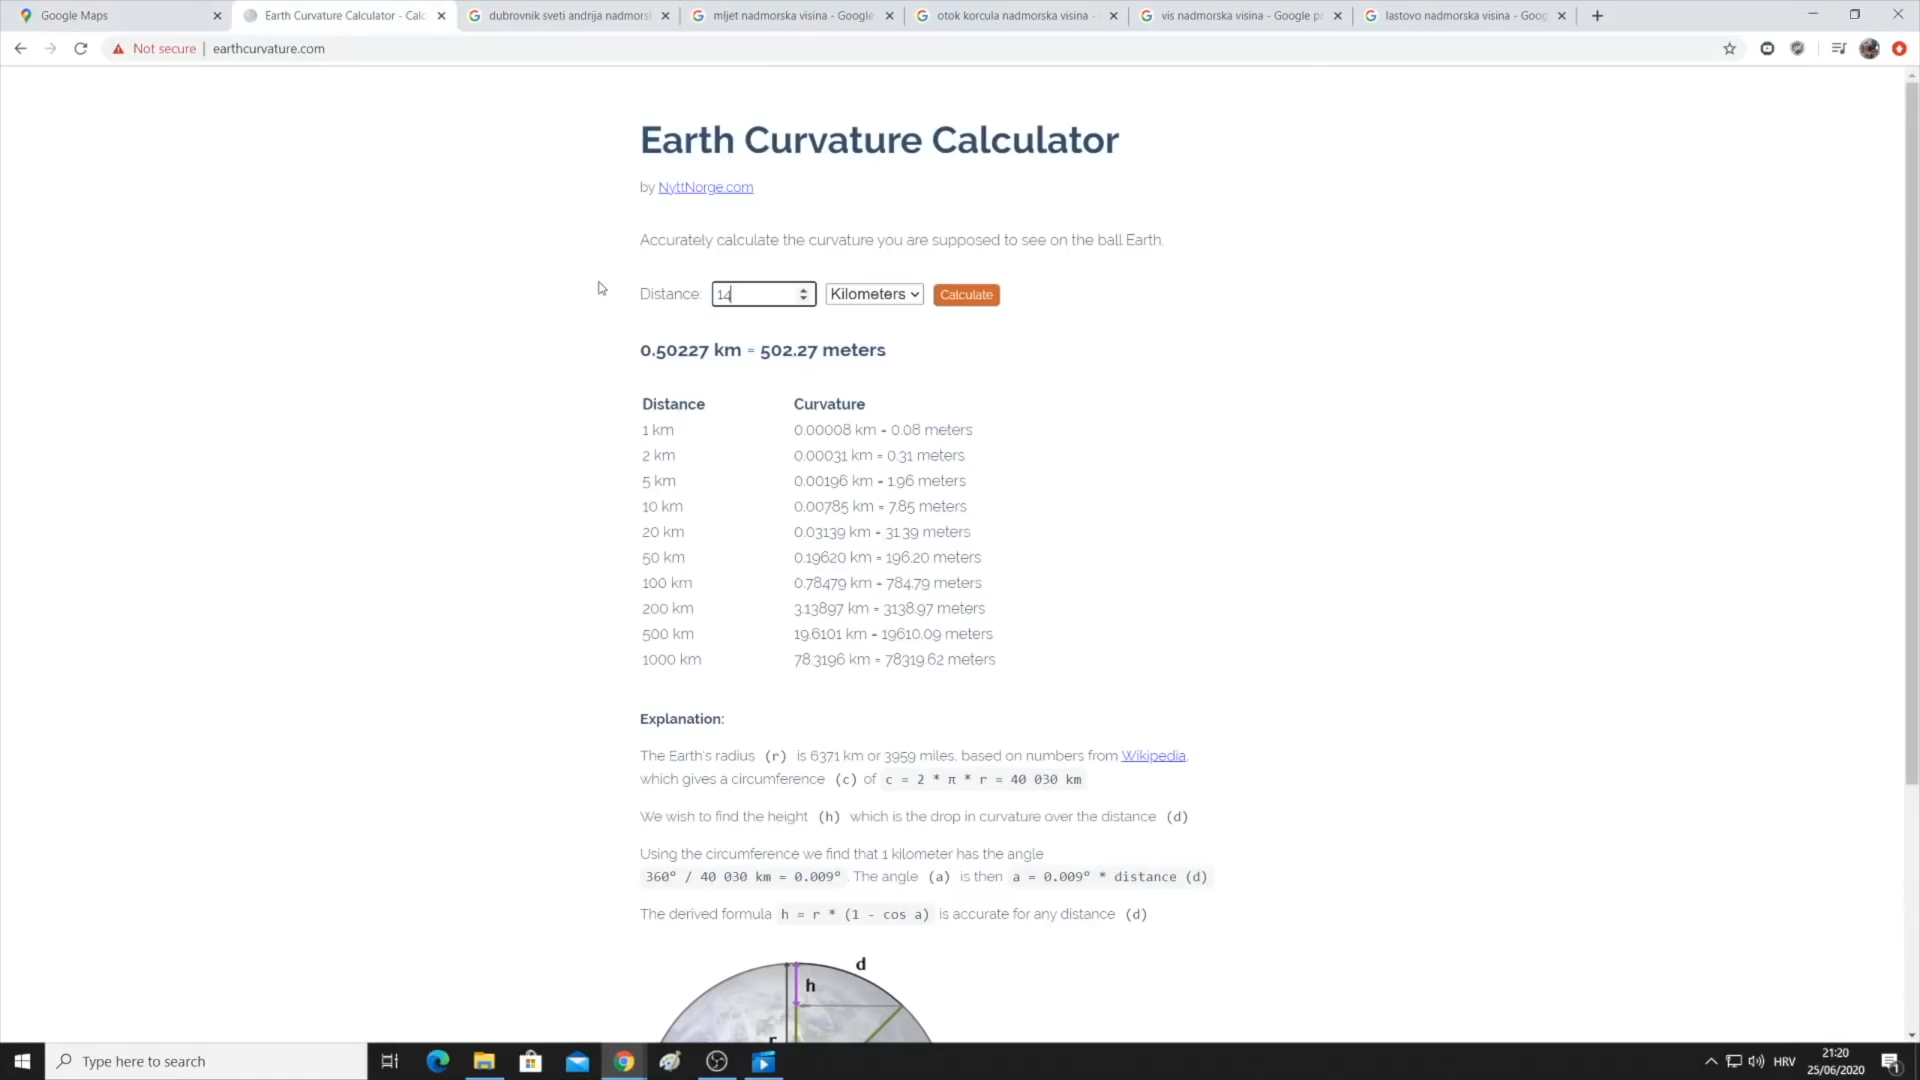 Google Maps
Earth Curvature Calculator - Calc
dubrovnik sveti andrija nadmors
mljet nadmorska visina - Google
otok korcula nadmorska visina -
vis nadmorska visina - Google pr
lastovo nadmorska visina - Goog
Not secure | earthcurvature.com
Earth Curvature Calculator
by NyttNorge.com
Accurately calculate the curvature you are supposed to see on the ball Earth.
Distance: 14 Kilometers Calculate
0.50227 km = 502.27 meters
Distance Curvature
1 km 0.00008 km = 0.08 meters
2 km 0.00031 km = 0.31 meters
5 km 0.00196 km = 1.96 meters
10 km 0.00785 km = 7.85 meters
20 km 0.03139 km = 31.39 meters
50 km 0.19620 km = 196.20 meters
100 km 0.78479 km = 784.79 meters
200 km 3.13897 km = 3138.97 meters
500 km 19.6101 km = 19610.09 meters
1000 km 78.3196 km = 78319.62 meters
Explanation:
The Earth's radius (r) is 6371 km or 3959 miles, based on numbers from Wikipedia,
which gives a circumference (c) of c = 2 * π * r = 40 030 km
We wish to find the height (h) which is the drop in curvature over the distance (d)
Using the circumference we find that 1 kilometer has the angle
360° / 40 030 km = 0.009°. The angle (a) is then a = 0.009° * distance (d)
The derived formula h = r * (1 - cos a) is accurate for any distance (d)
d
h
r
Type here to search
HRV
21:20
25/06/2020
1